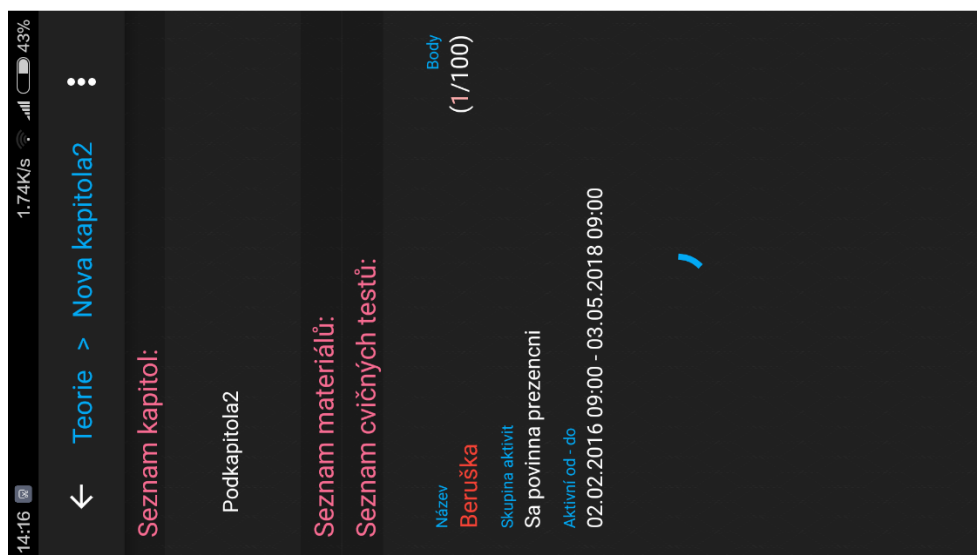 14:16 1.74K/s 43%
Teorie > Nova kapitola2
Seznam kapitol:
Podkapitola2
Seznam materiálů:
Seznam cvičných testů:
Název Body
Beruška (1/100)
Skupina aktivit
Sa povinna prezencni
Aktivní od - do
02.02.2016 09:00 - 03.05.2018 09:00